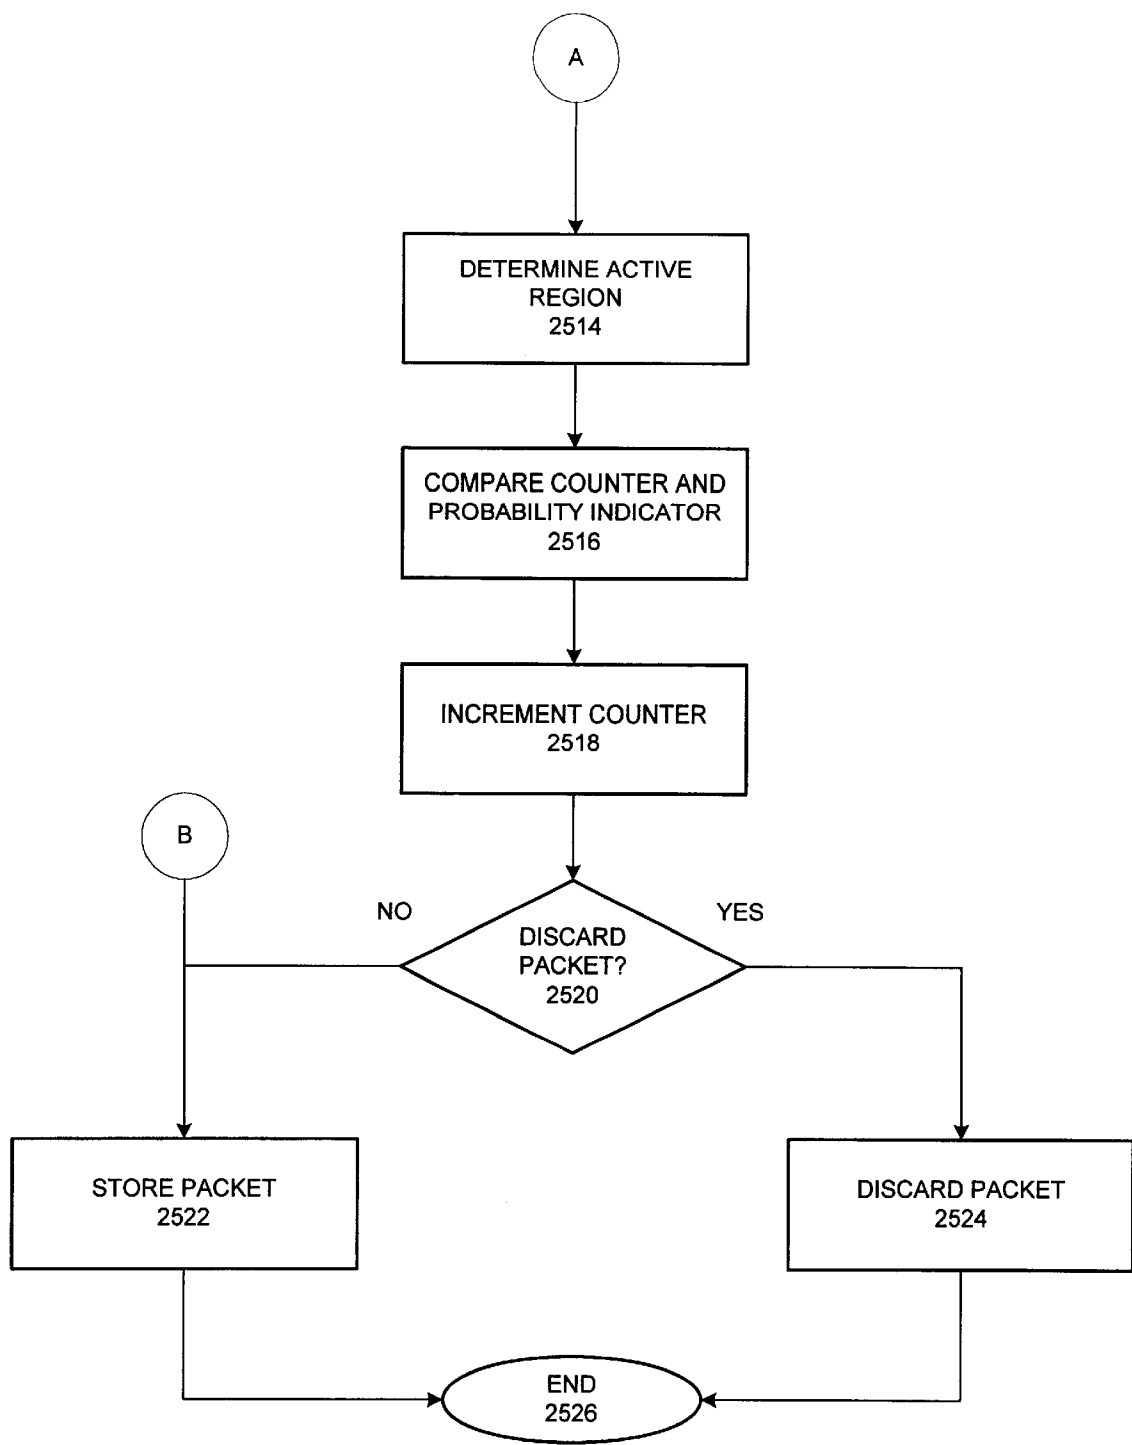 A
DETERMINE ACTIVE
REGION
2514
COMPARE COUNTER AND
PROBABILITY INDICATOR
2516
INCREMENT COUNTER
2518
B
NO
YES
DISCARD
PACKET?
2520
STORE PACKET
2522
DISCARD PACKET
2524
END
2526